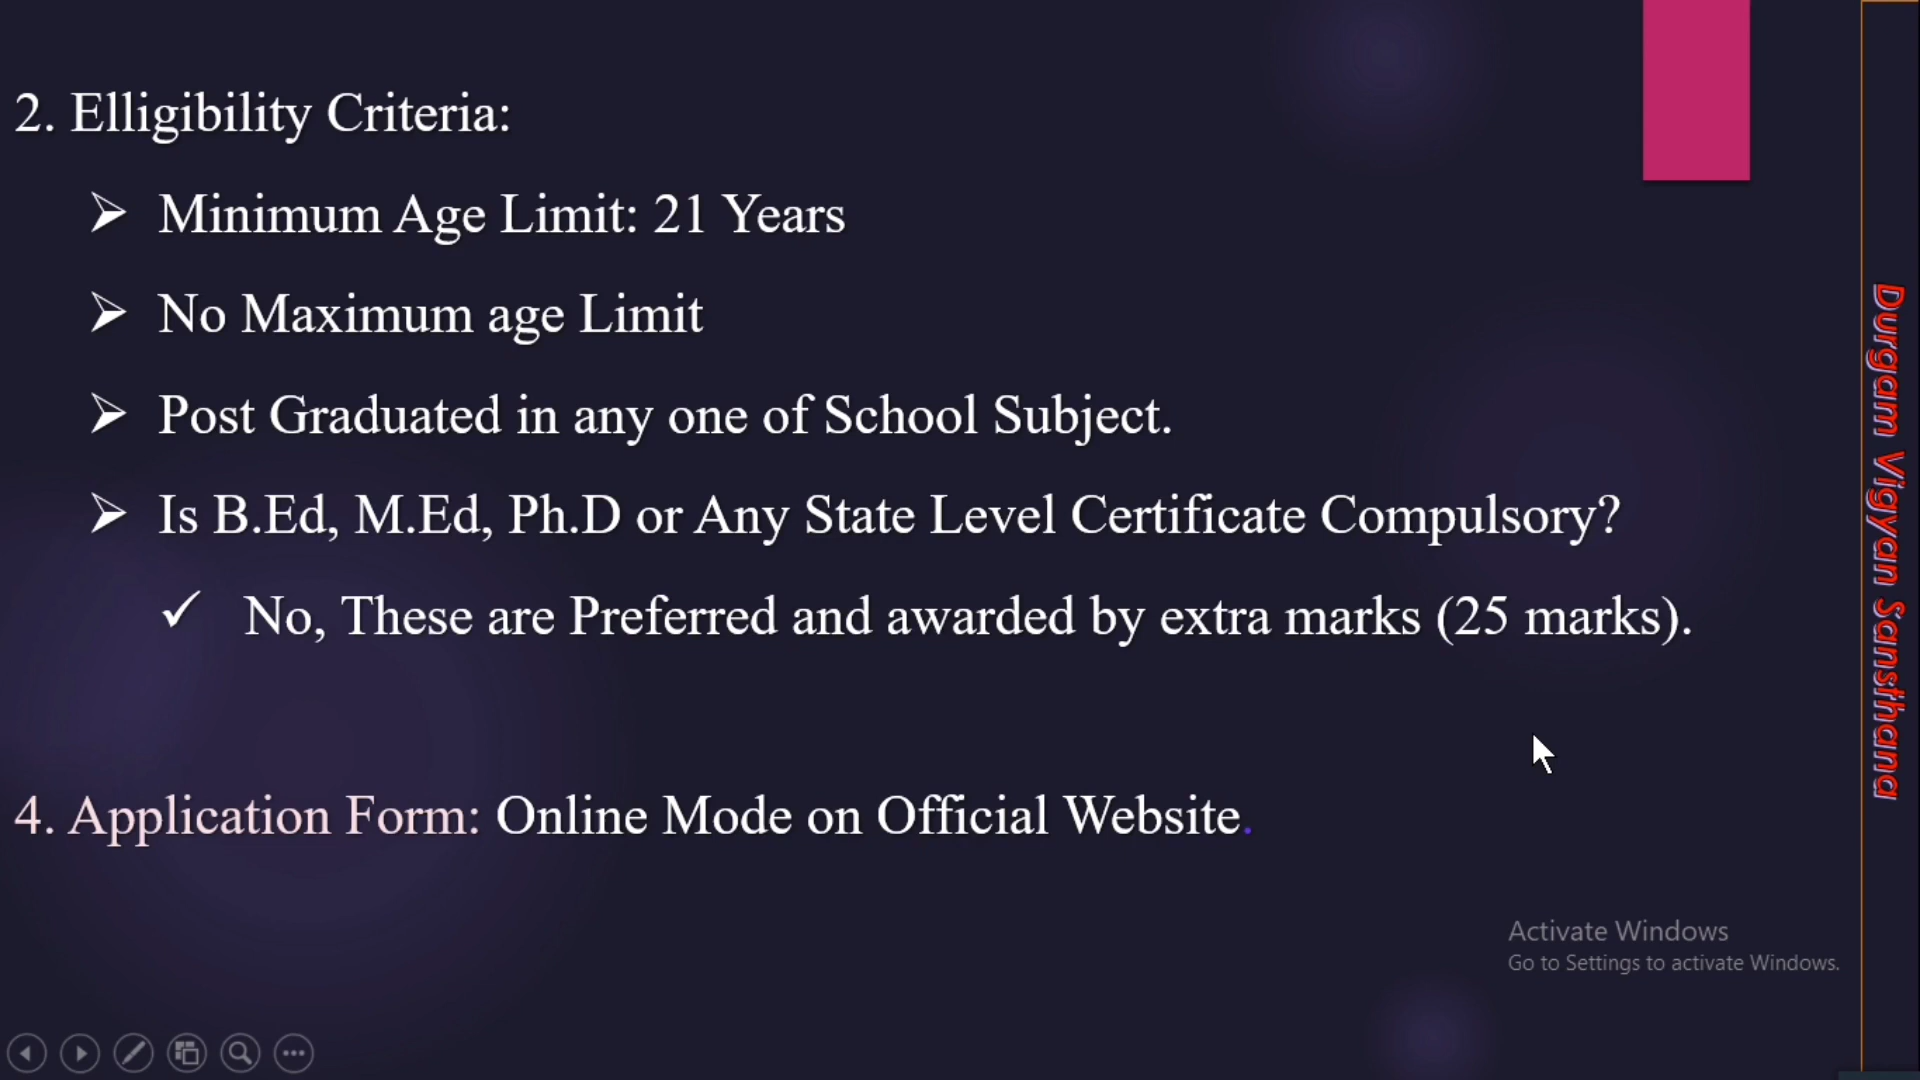 2. Elligibility Criteria:
➢ Minimum Age Limit: 21 Years
➢ No Maximum age Limit
➢ Post Graduated in any one of School Subject.
➢ Is B.Ed, M.Ed, Ph.D or Any State Level Certificate Compulsory?
✓ No, These are Preferred and awarded by extra marks (25 marks).
4. Application Form: Online Mode on Official Website.
Durgam Vigyan Sansthana
Activate Windows
Go to Settings to activate Windows.